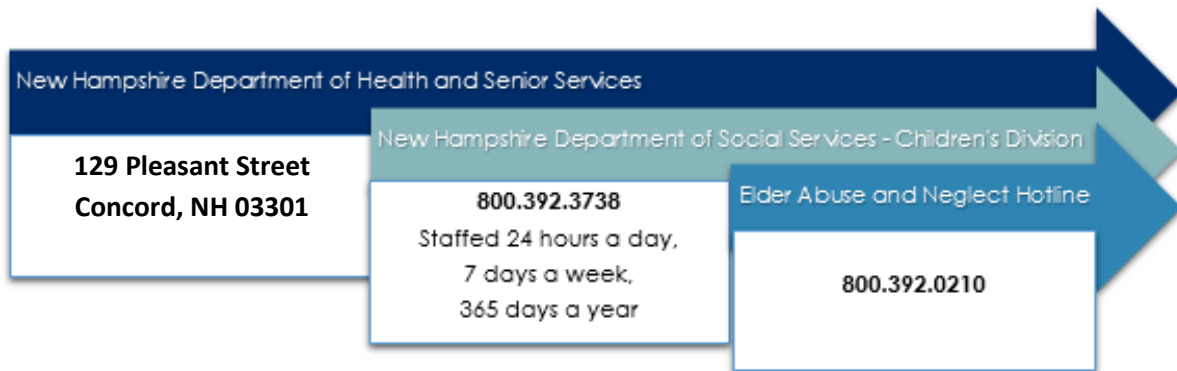 New Hampshire Department of Health and Senior Services
129 Pleasant Street
Concord, NH 03301
New Hampshire Department of Social Services - Children's Division
800.392.3738
Staffed 24 hours a day,
7 days a week,
365 days a year
Elder Abuse and Neglect Hotline
800.392.0210